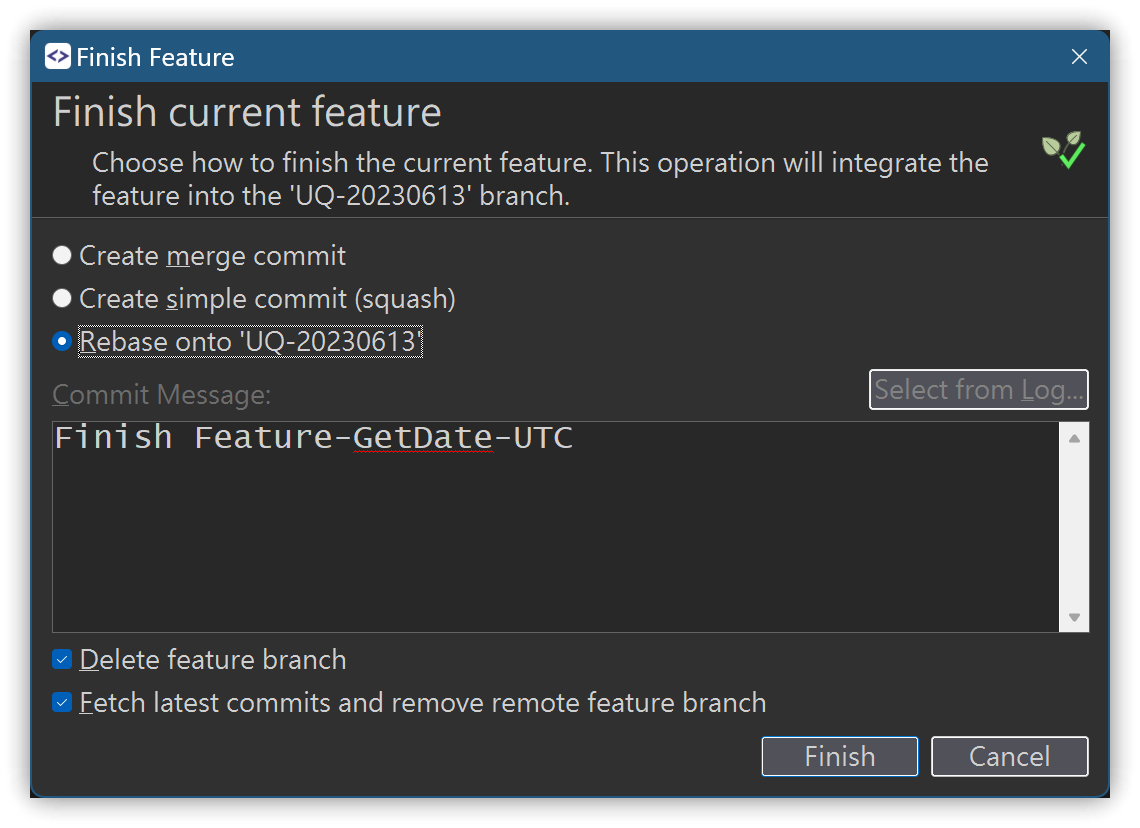 Finish Feature
Finish current feature
Choose how to finish the current feature. This operation will integrate the
feature into the 'UQ-20230613' branch.
Create merge commit
Create simple commit (squash)
Rebase onto 'UQ-20230613'
Commit Message:
Select from Log...
Finish Feature-GetDate-UTC
Delete feature branch
Fetch latest commits and remove remote feature branch
Finish
Cancel